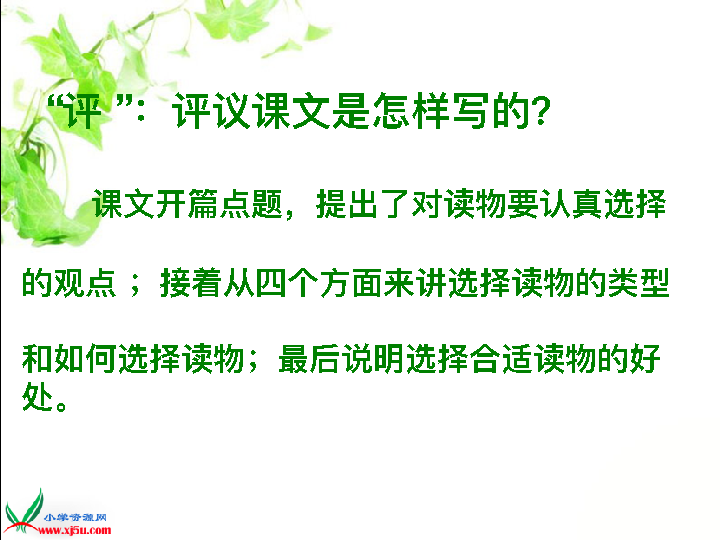 “评 ”：评议课文是怎样写的?
课文开篇点题，提出了对读物要认真选择
的观点 ；接着从四个方面来讲选择读物的类型
和如何选择读物；最后说明选择合适读物的好
处。
小学资源网
www.xj5u.com